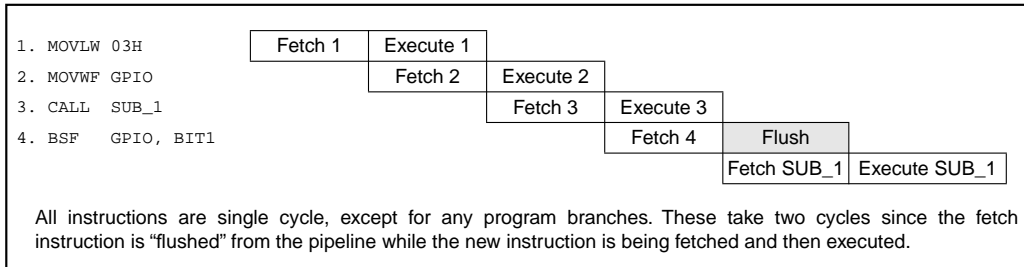 1. MOVLW 03H Fetch 1 Execute 1
2. MOVWF GPIO Fetch 2 Execute 2
3. CALL SUB_1 Fetch 3 Execute 3
4. BSF GPIO, BIT1 Fetch 4 Flush
Fetch SUB_1 Execute SUB_1
All instructions are single cycle, except for any program branches. These take two cycles since the fetch
instruction is “flushed” from the pipeline while the new instruction is being fetched and then executed.